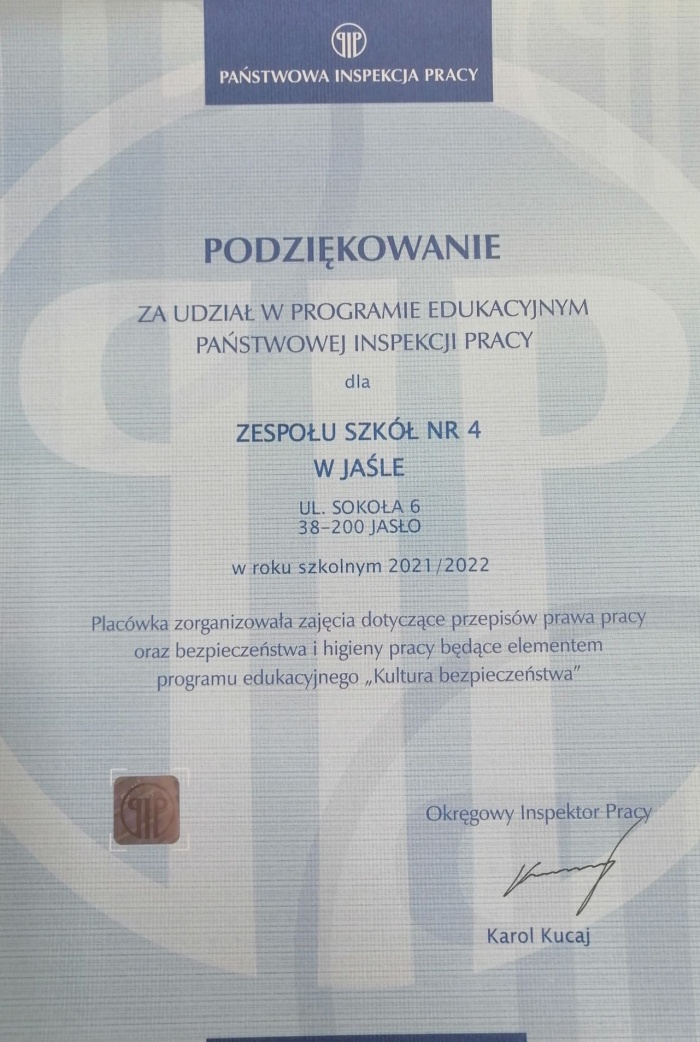 PIP
PAŃSTWOWA INSPEKCJA PRACY
PODZIĘKOWANIE
ZA UDZIAŁ W PROGRAMIE EDUKACYJNYM
PAŃSTWOWEJ INSPEKCJI PRACY
dla
ZESPOŁU SZKÓŁ NR 4
W JAŚLE
UL. SOKOŁA 6
38-200 JASŁO
w roku szkolnym 2021/2022
Placówka zorganizowała zajęcia dotyczące przepisów prawa pracy
oraz bezpieczeństwa i higieny pracy będące elementem
programu edukacyjnego „Kultura bezpieczeństwa”
PIP
Okręgowy Inspektor Pracy
Karol Kucaj